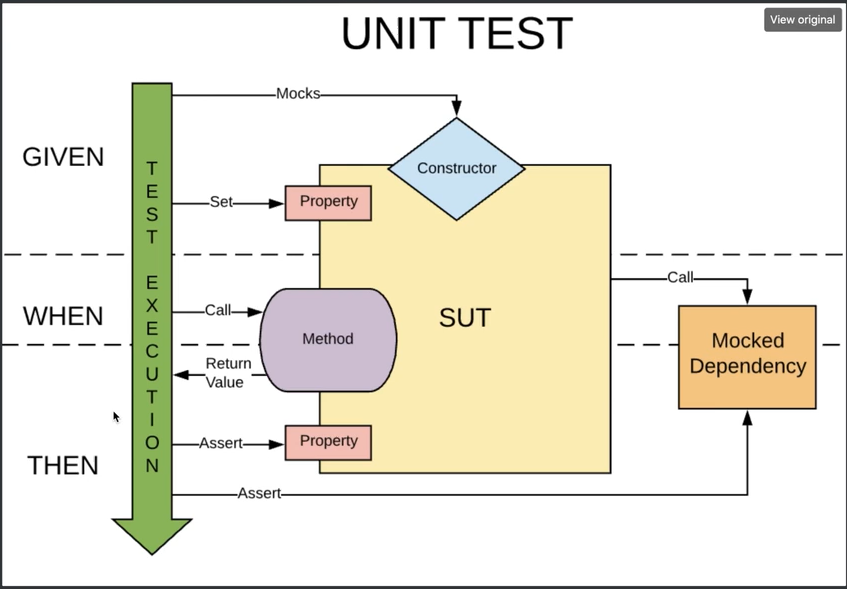 View original
UNIT TEST
Mocks
GIVEN
Constructor
Set
Property
TEST EXECUTION
Call
WHEN
Call
SUT
Method
Mocked
Dependency
Return
Value
Assert
Property
THEN
Assert